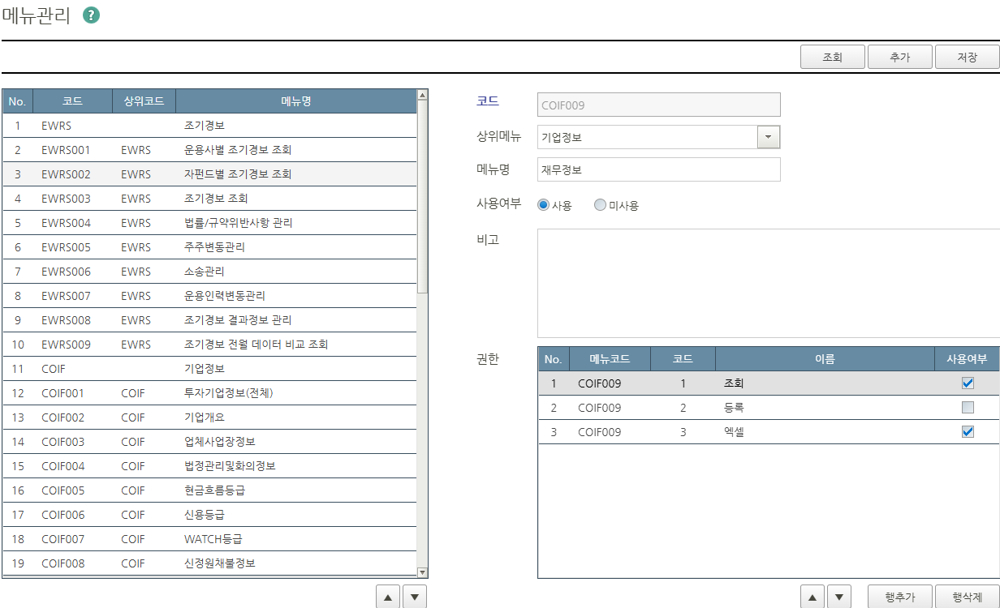 메뉴관리 ?
조회 추가 저장
No. 코드 상위코드 메뉴명
1 EWRS 조기경보
2 EWRS001 EWRS 운용사별 조기경보 조회
3 EWRS002 EWRS 자펀드별 조기경보 조회
4 EWRS003 EWRS 조기경보 조회
5 EWRS004 EWRS 법률/규약위반사항 관리
6 EWRS005 EWRS 주주변동관리
7 EWRS006 EWRS 소송관리
8 EWRS007 EWRS 운용인력변동관리
9 EWRS008 EWRS 조기경보 결과정보 관리
10 EWRS009 EWRS 조기경보 전월 데이터 비교 조회
11 COIF 기업정보
12 COIF001 COIF 투자기업정보(전체)
13 COIF002 COIF 기업개요
14 COIF003 COIF 업체사업장정보
15 COIF004 COIF 법정관리및화의정보
16 COIF005 COIF 현금흐름등급
17 COIF006 COIF 신용등급
18 COIF007 COIF WATCH등급
19 COIF008 COIF 신정원채불정보
코드 COIF009
상위메뉴 기업정보
메뉴명 재무정보
사용여부 사용 미사용
비고
권한
No. 메뉴코드 코드 이름 사용여부
1 COIF009 1 조회
2 COIF009 2 등록
3 COIF009 3 엑셀
행추가 행삭제